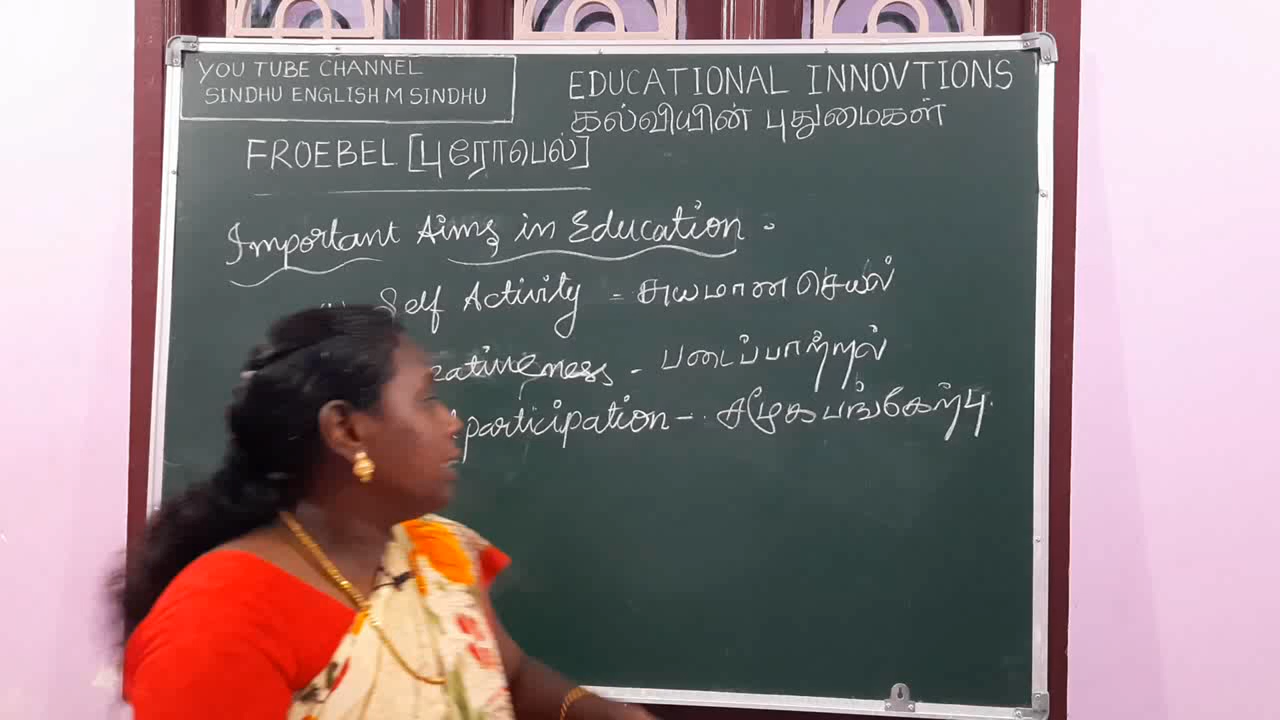 YOU TUBE CHANNEL
SINDHU ENGLISH M SINDHU
EDUCATIONAL INNOVTIONS
கல்வியின் புதுமைகள்
FROEBEL [புரோபெல்]
Important Aims in Education -
Self Activity = சுயமான செயல்
eativeness - படைப்பாற்றல்
participation - சமூக பங்கேற்பு.